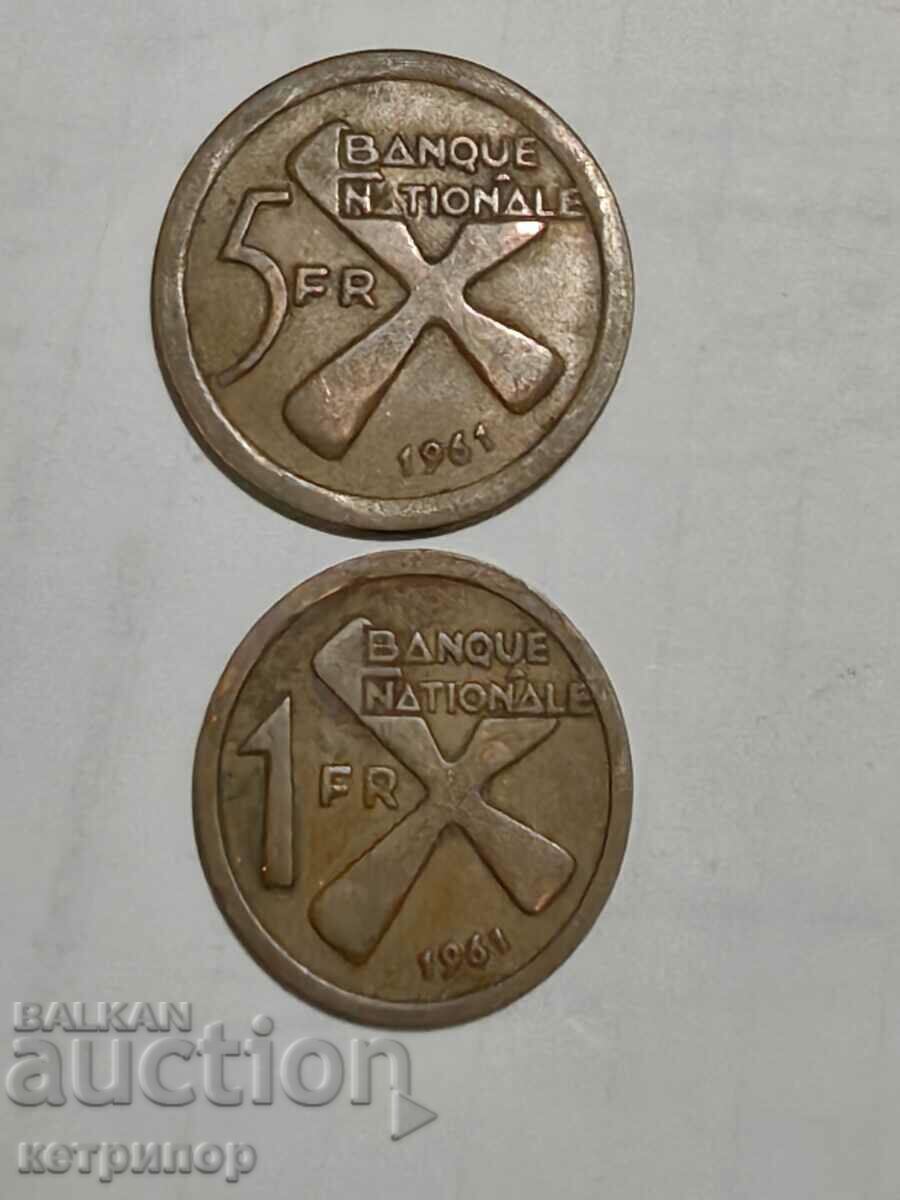 BANQUE
NATIONALE
5 FR
1961
BANQUE
NATIONALE
1 FR
1961
BALKAN
auction
кетрипор